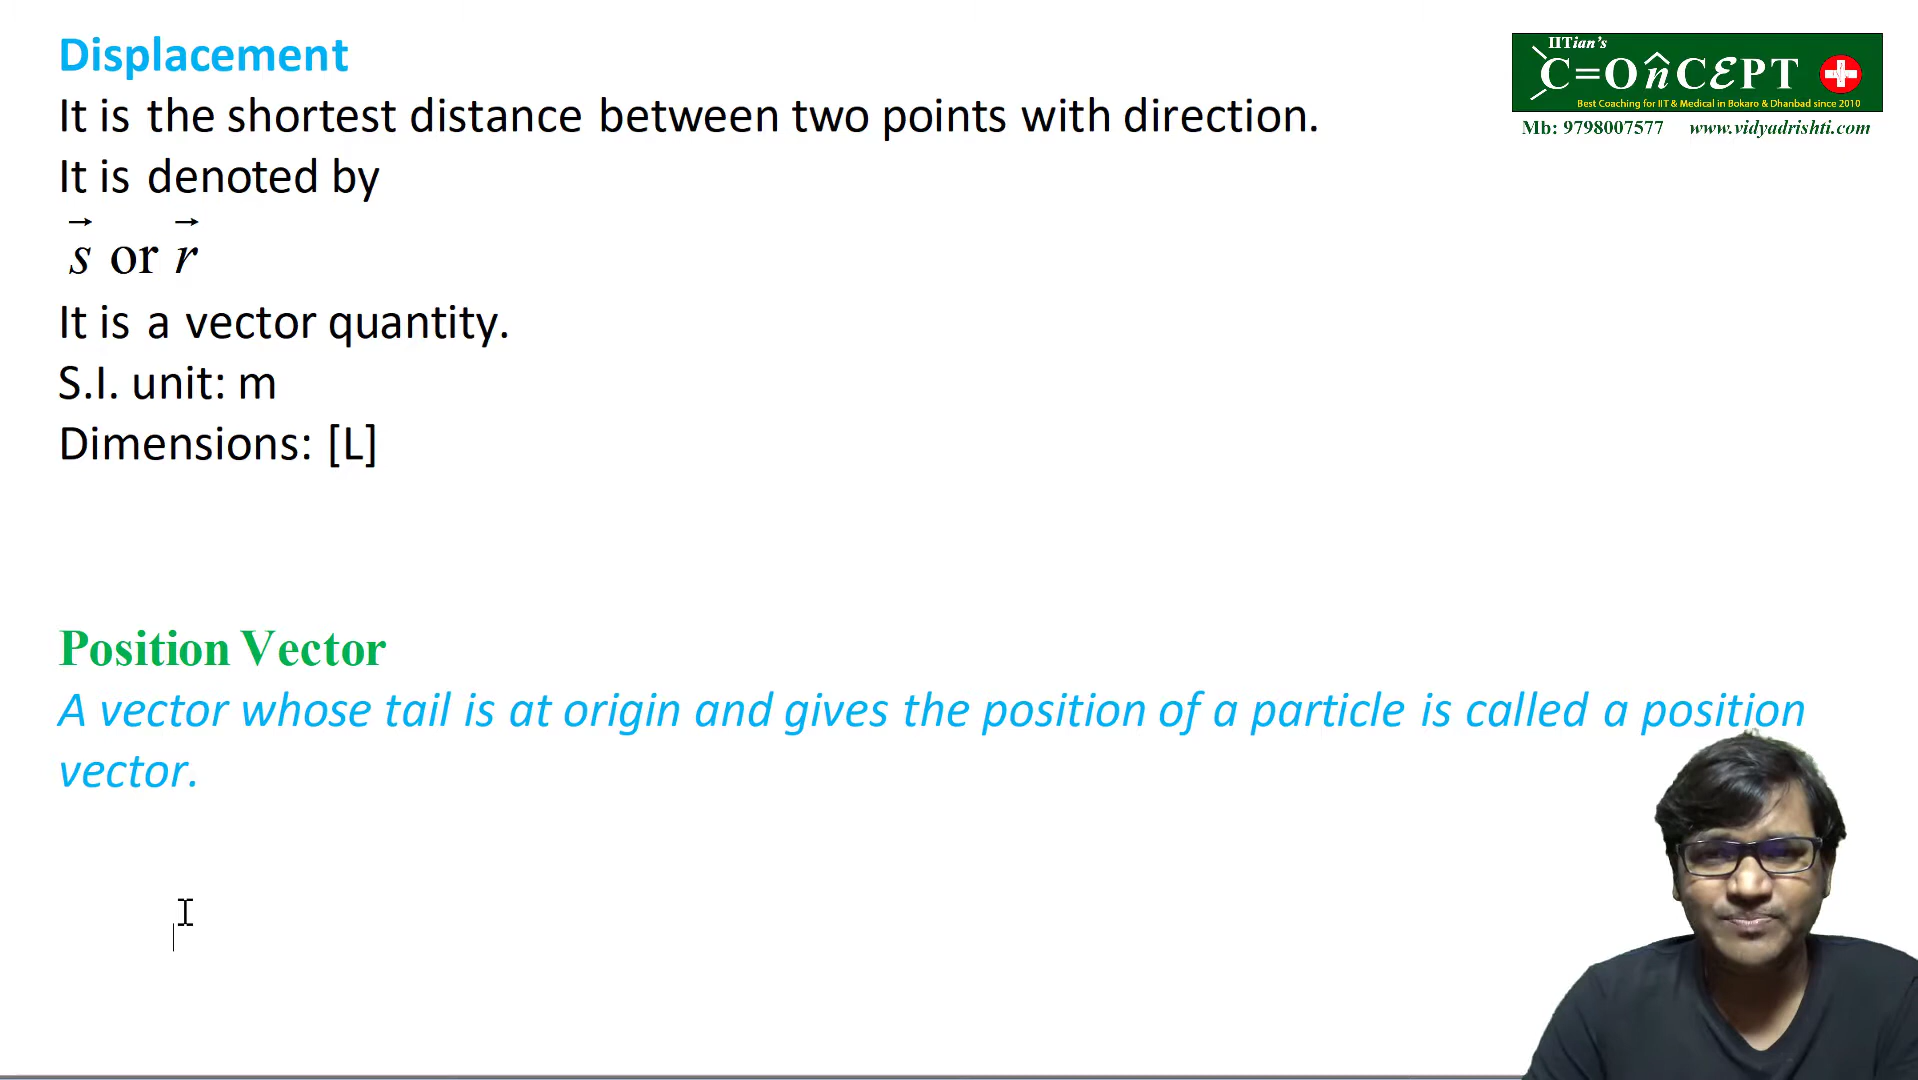 Displacement
It is the shortest distance between two points with direction.
It is denoted by
s⃗ or r⃗
It is a vector quantity.
S.I. unit: m
Dimensions: [L]
Position Vector
A vector whose tail is at origin and gives the position of a particle is called a position
vector.
IITian's
C=On̂CƐPT
Best Coaching for IIT & Medical in Bokaro & Dhanbad since 2010
Mb: 9798007577 www.vidyadrishti.com